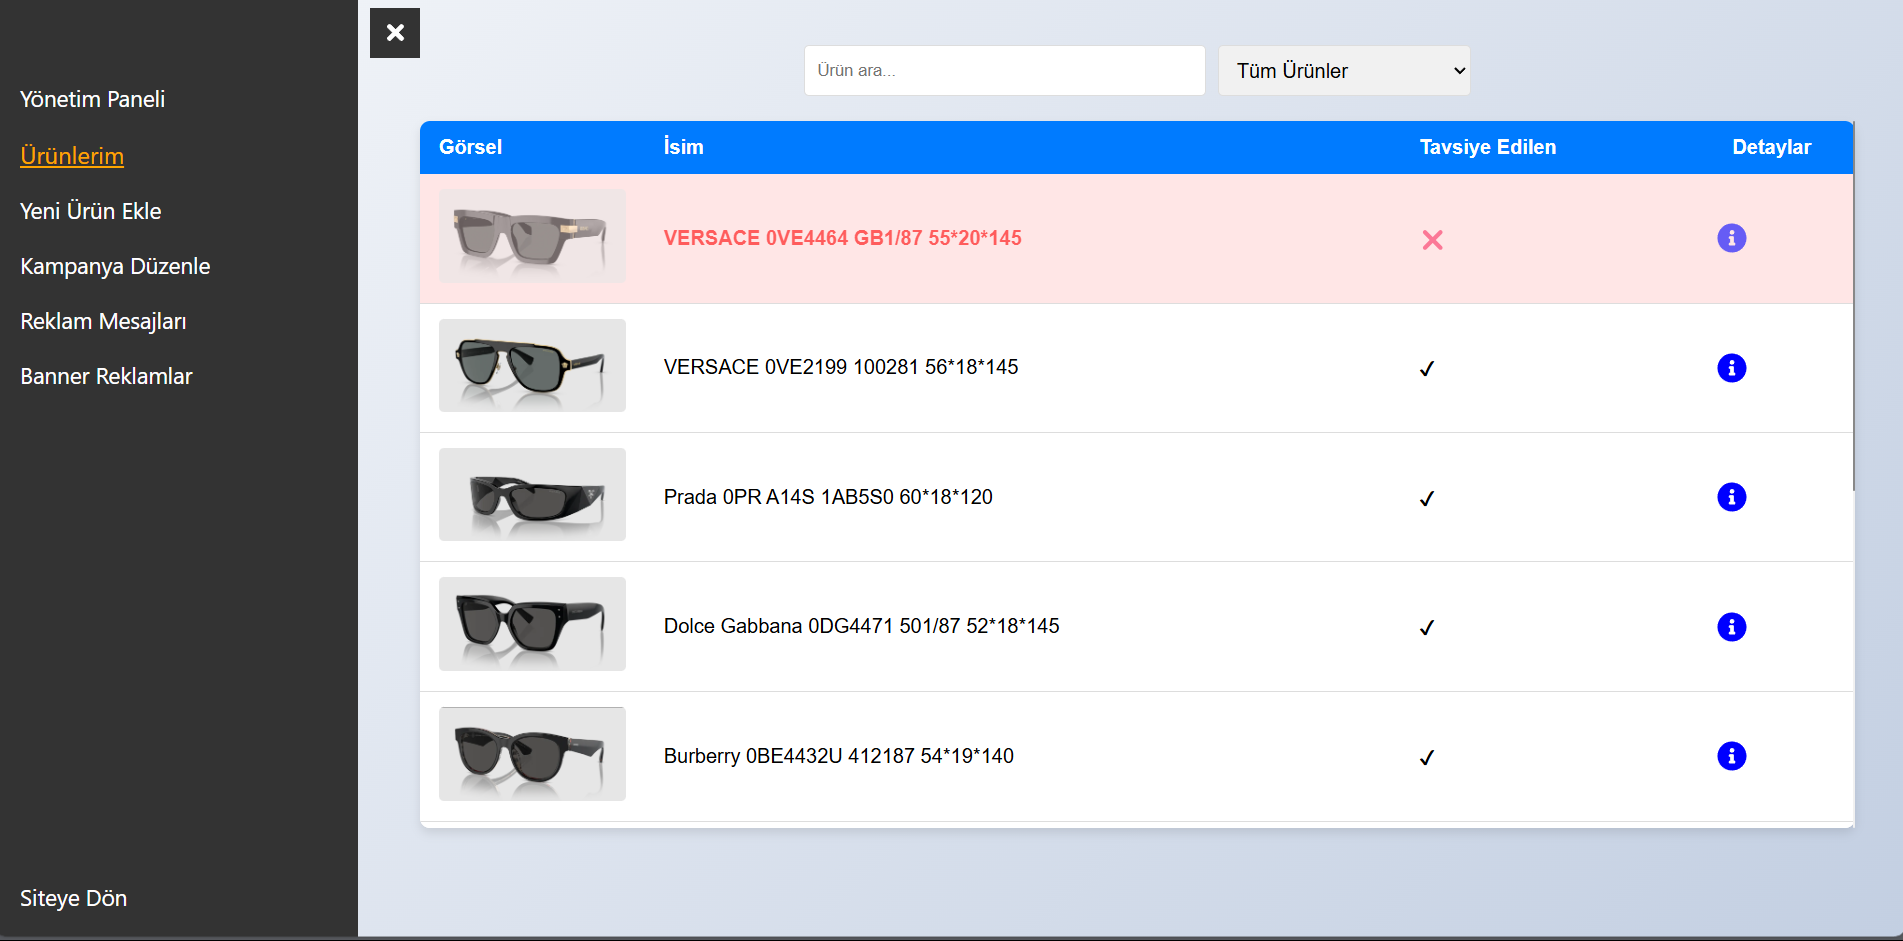 Yönetim Paneli
Ürünlerim
Yeni Ürün Ekle
Kampanya Düzenle
Reklam Mesajları
Banner Reklamlar
Siteye Dön
Ürün ara...
Tüm Ürünler
Görsel İsim Tavsiye Edilen Detaylar
VERSACE 0VE4464 GB1/87 55*20*145
VERSACE 0VE2199 100281 56*18*145
Prada 0PR A14S 1AB5S0 60*18*120
Dolce Gabbana 0DG4471 501/87 52*18*145
Burberry 0BE4432U 412187 54*19*140